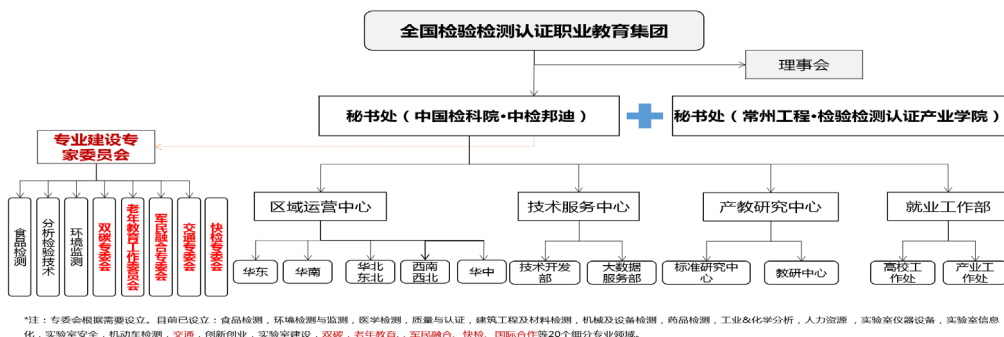 全国检验检测认证职业教育集团
理事会
秘书处（中国检科院·中检邦迪）
秘书处（常州工程·检验检测认证产业学院）
专业建设专
家委员会
食品检测
分析检验技术
环境监测
双碳专委会
老年教育工作委员会
军民融合专委会
交通专委会
快检专委会
区域运营中心
技术服务中心
产教研究中心
就业工作部
华东
华南
华北
东北
西南
西北
华中
技术开发
部
大数据
服务部
标准研究中
心
教研中心
高校工
作处
产业工
作处
*注：专委会根据需要设立。目前已设立：食品检测，环境检测与监测，医学检测，质量与认证，建筑工程及材料检测，机械及设备检测，药品检测，工业&化学分析，人力资源，实验室仪器设备，实验室信息
化，实验室安全，机动车检测，交通，创新创业，实验室建设，双碳、老年教育、军民融合、快检、国际合作等20个细分专业领域。